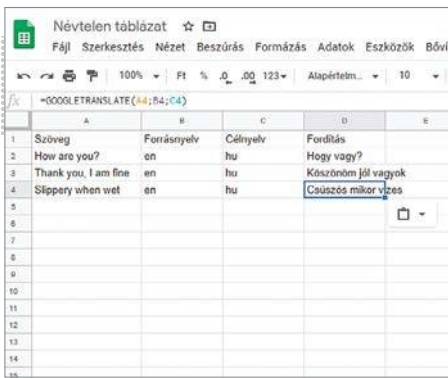 Névtelen táblázat
Fájl Szerkesztés Nézet Beszúrás Formázás Adatok Eszközök Bőví
100% Ft % .0 .00 123 Alapértelm... 10
fx =GOOGLETRANSLATE(A4;B4;C4)
A B C D E
1 Szöveg Forrásnyelv Célnyelv Fordítás
2 How are you? en hu Hogy vagy?
3 Thank you, I am fine en hu Köszönöm jól vagyok
4 Slippery when wet en hu Csúszós mikor vizes
5
6
7
8
9
10
11
12
13
14
15